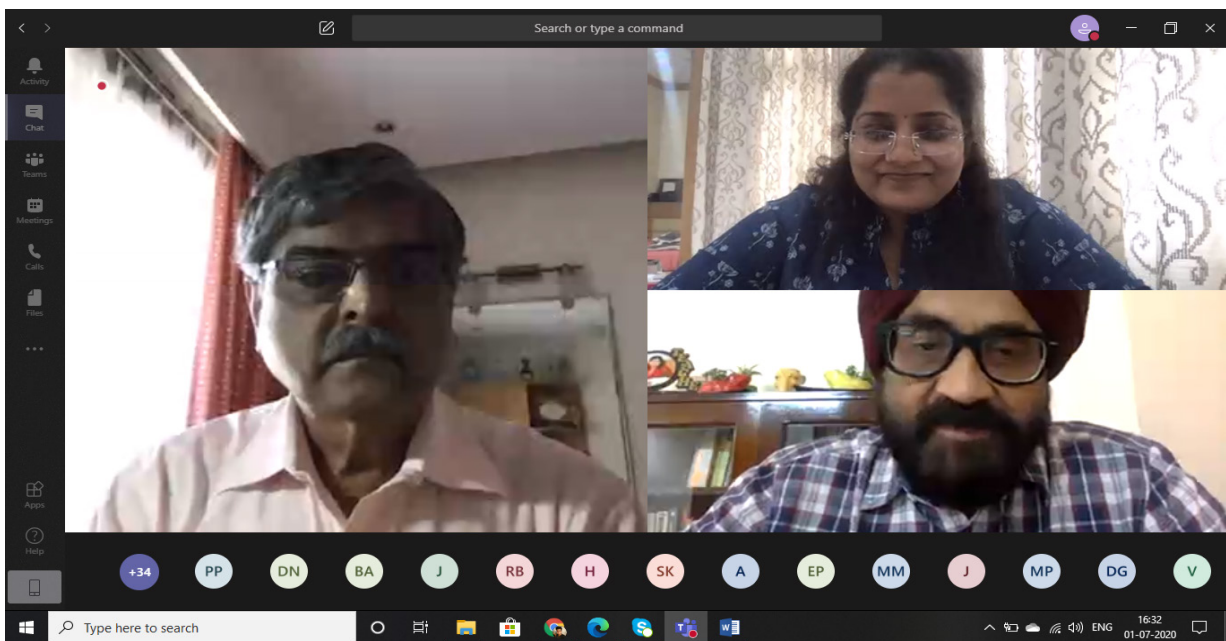 Search or type a command
Activity
Chat
Teams
Meetings
Calls
Files
Apps
Help
+34
PP
DN
BA
J
RB
H
SK
A
EP
MM
J
MP
DG
V
Type here to search
ENG
16:32
01-07-2020